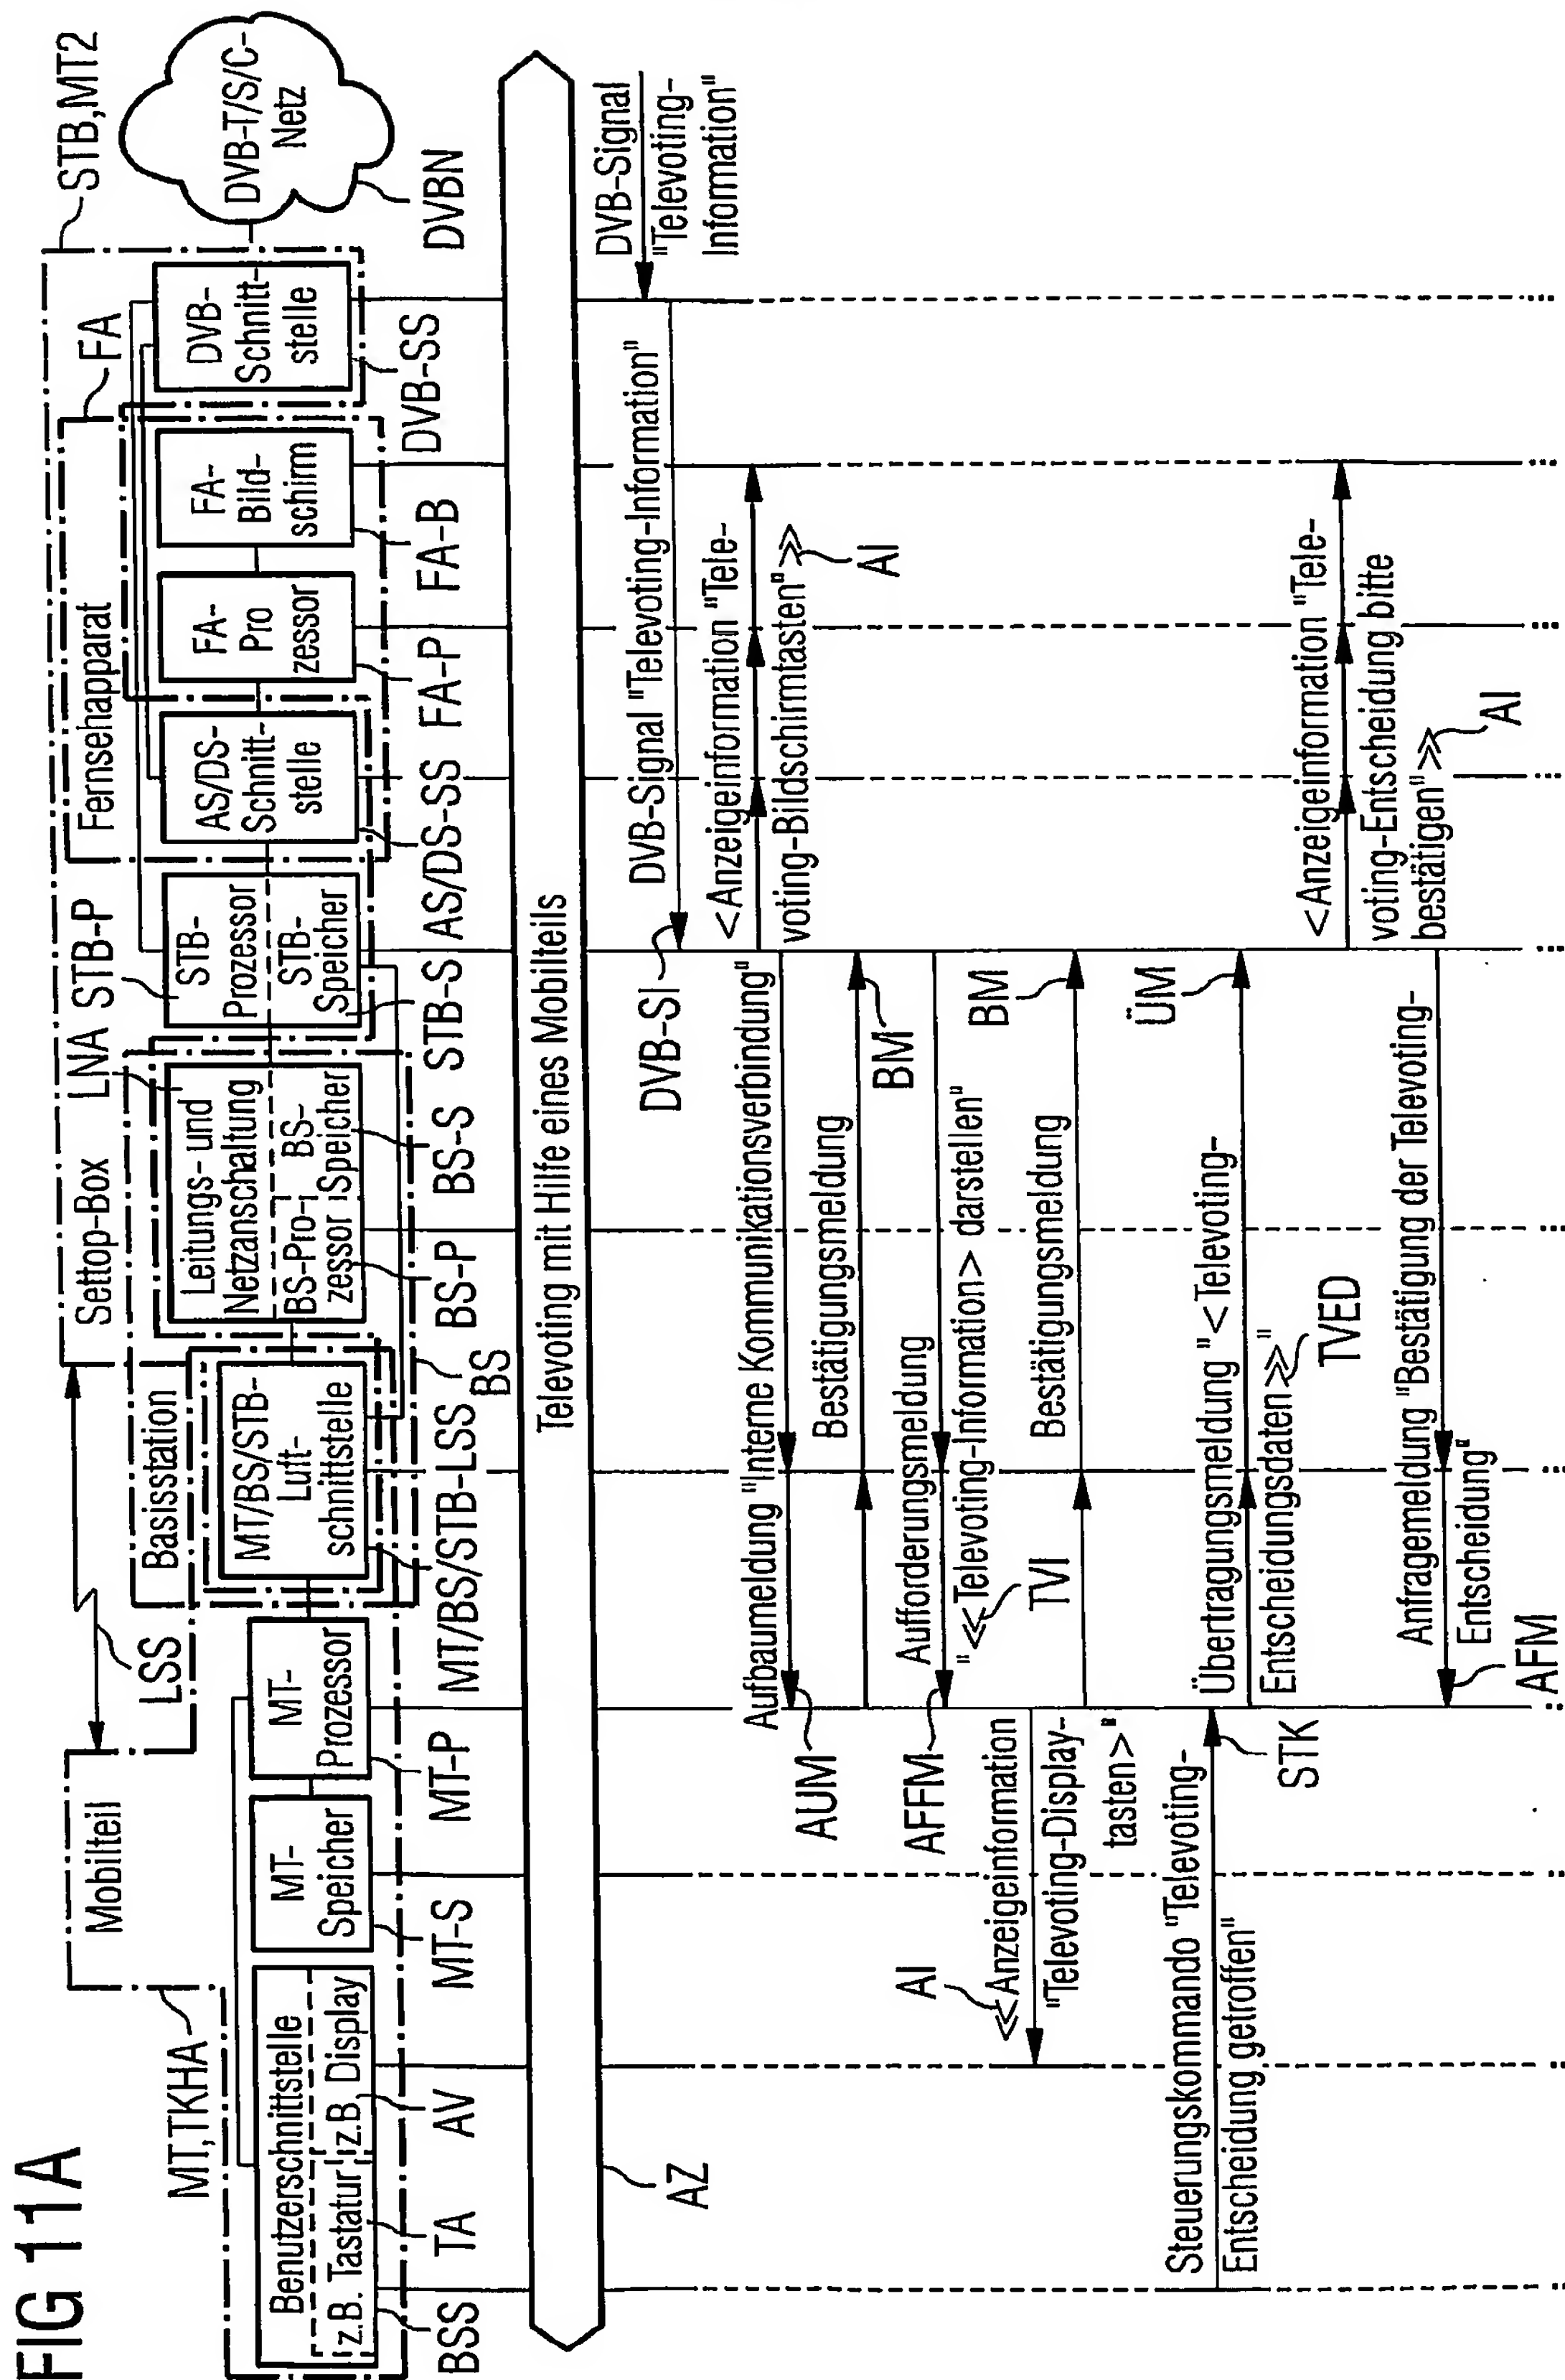 FIG 11A
MT,TKHA
Mobilteil
LSS
Basisstation
Settop-Box
LNA
STB-P
Fernsehapparat
FA
STB,MT2
Benutzerschnittstelle
z.B. Tastatur
z.B. Display
MT-
Speicher
MT-
Prozessor
MT/BS/STB-
Luft-
schnittstelle
Leitungs- und
Netzanschaltung
BS-Pro-
zessor
BS-
Speicher
STB-
Prozessor
STB-
Speicher
AS/DS-
Schnitt-
stelle
FA-
Pro
zessor
FA-
Bild-
schirm
DVB-
Schnitt-
stelle
DVB-T/S/C-
Netz
BSS
TA
AV
MT-S
MT-P
MT/BS/STB-LSS
BS
BS-P
BS-S
STB-S
AS/DS-SS
FA-P
FA-B
DVB-SS
DVBN
Televoting mit Hilfe eines Mobilteils
AZ
DVB-Signal
"Televoting-
Information"
DVB-Signal "Televoting-Information"
DVB-SI
<Anzeigeinformation "Tele-
voting-Bildschirmtasten">
AI
Aufbaumeldung "Interne Kommunikationsverbindung"
AUM
Bestätigungsmeldung
BM
Aufforderungsmeldung
"<Televoting-Information> darstellen"
AFFM
TVI
AI
<Anzeigeinformation
"Televoting-Display-
tasten>"
Bestätigungsmeldung
BM
Steuerungskommando "Televoting-
Entscheidung getroffen"
STK
Übertragungsmeldung "<Televoting-
Entscheidungsdaten>"
ÜM
TVED
<Anzeigeinformation "Tele-
voting-Entscheidung bitte
bestätigen">
AI
Anfragemeldung "Bestätigung der Televoting-
Entscheidung"
AFM